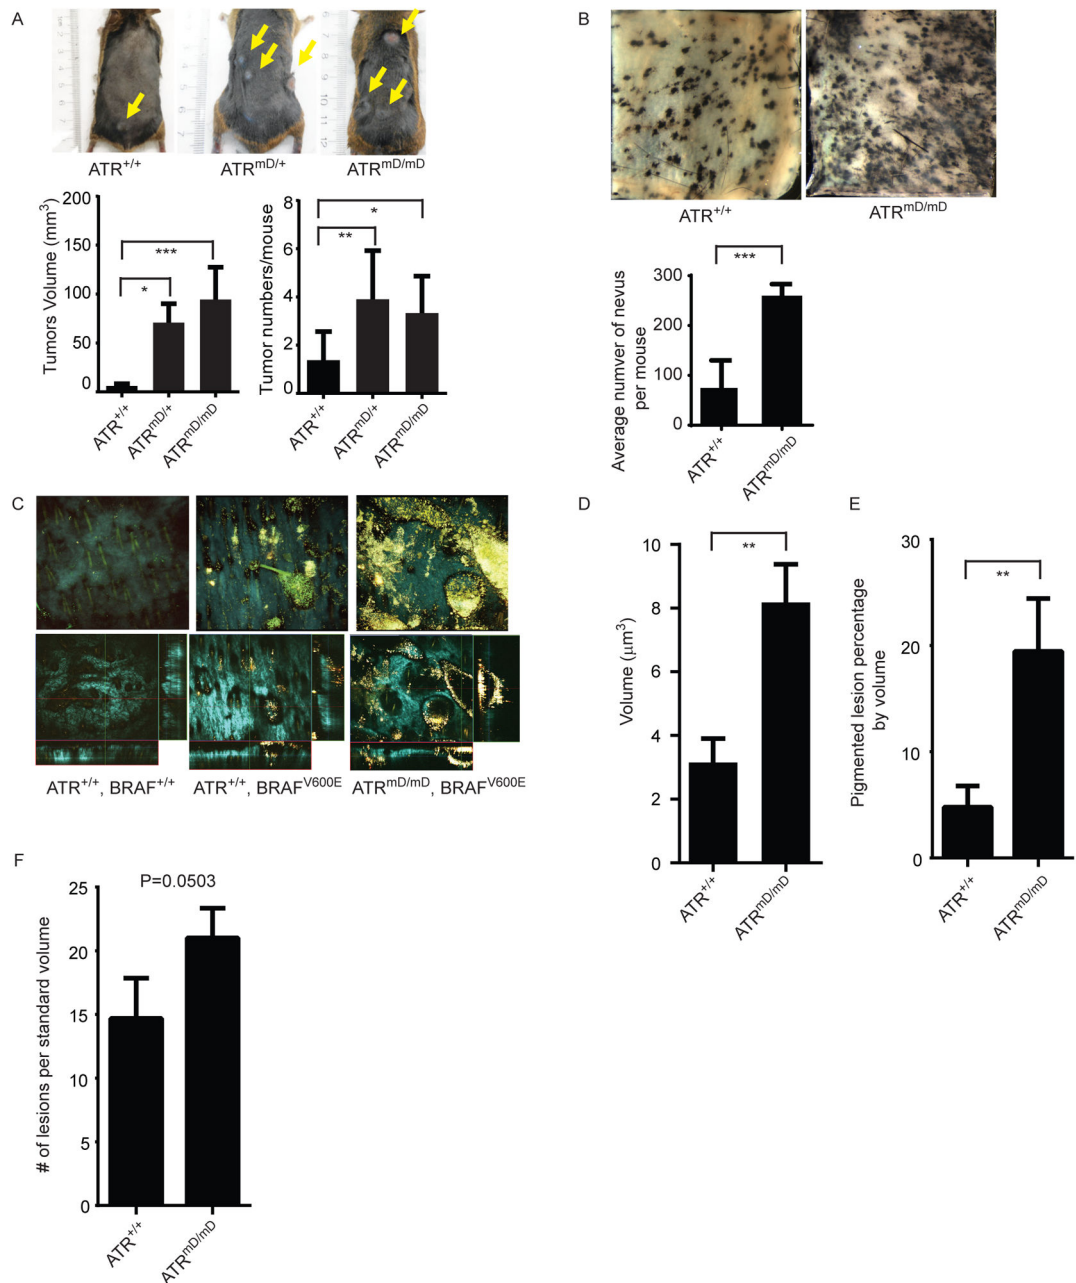 A
ATR+/+
ATRmD/+
ATRmD/mD
Tumors Volume (mm3)
200
150
100
50
0
***
*
ATR+/+
ATRmD/+
ATRmD/mD
Tumor numbers/mouse
8
6
4
2
0
*
**
ATR+/+
ATRmD/+
ATRmD/mD
B
ATR+/+
ATRmD/mD
Average numver of nevus
per mouse
300
200
100
0
***
ATR+/+
ATRmD/mD
C
ATR+/+, BRAF+/+
ATR+/+, BRAFV600E
ATRmD/mD, BRAFV600E
D
Volume (μm3)
10
8
6
4
2
0
**
ATR+/+
ATRmD/mD
E
Pigmented lesion percentage
by volume
30
20
10
0
**
ATR+/+
ATRmD/mD
F
P=0.0503
# of lesions per standard volume
25
20
15
10
5
0
ATR+/+
ATRmD/mD